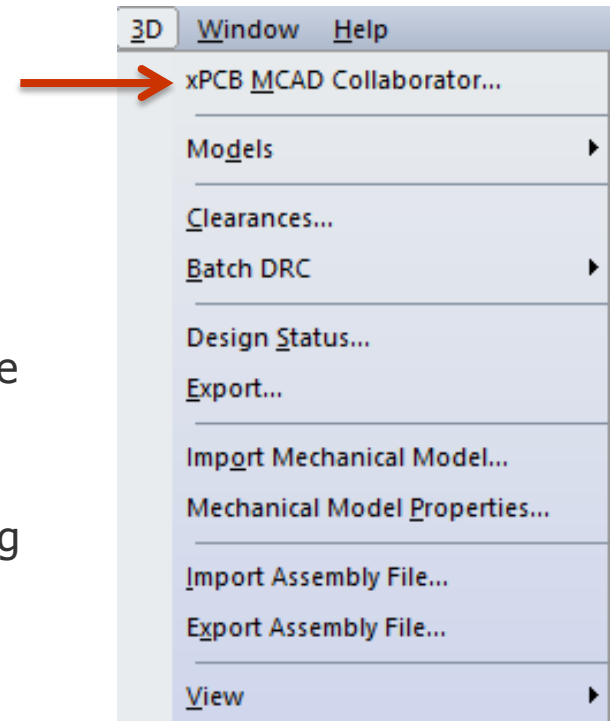 3D Window Help
xPCB MCAD Collaborator...
Models
Clearances...
Batch DRC
Design Status...
e
Export...
Import Mechanical Model...
Mechanical Model Properties...
g
Import Assembly File...
Export Assembly File...
View